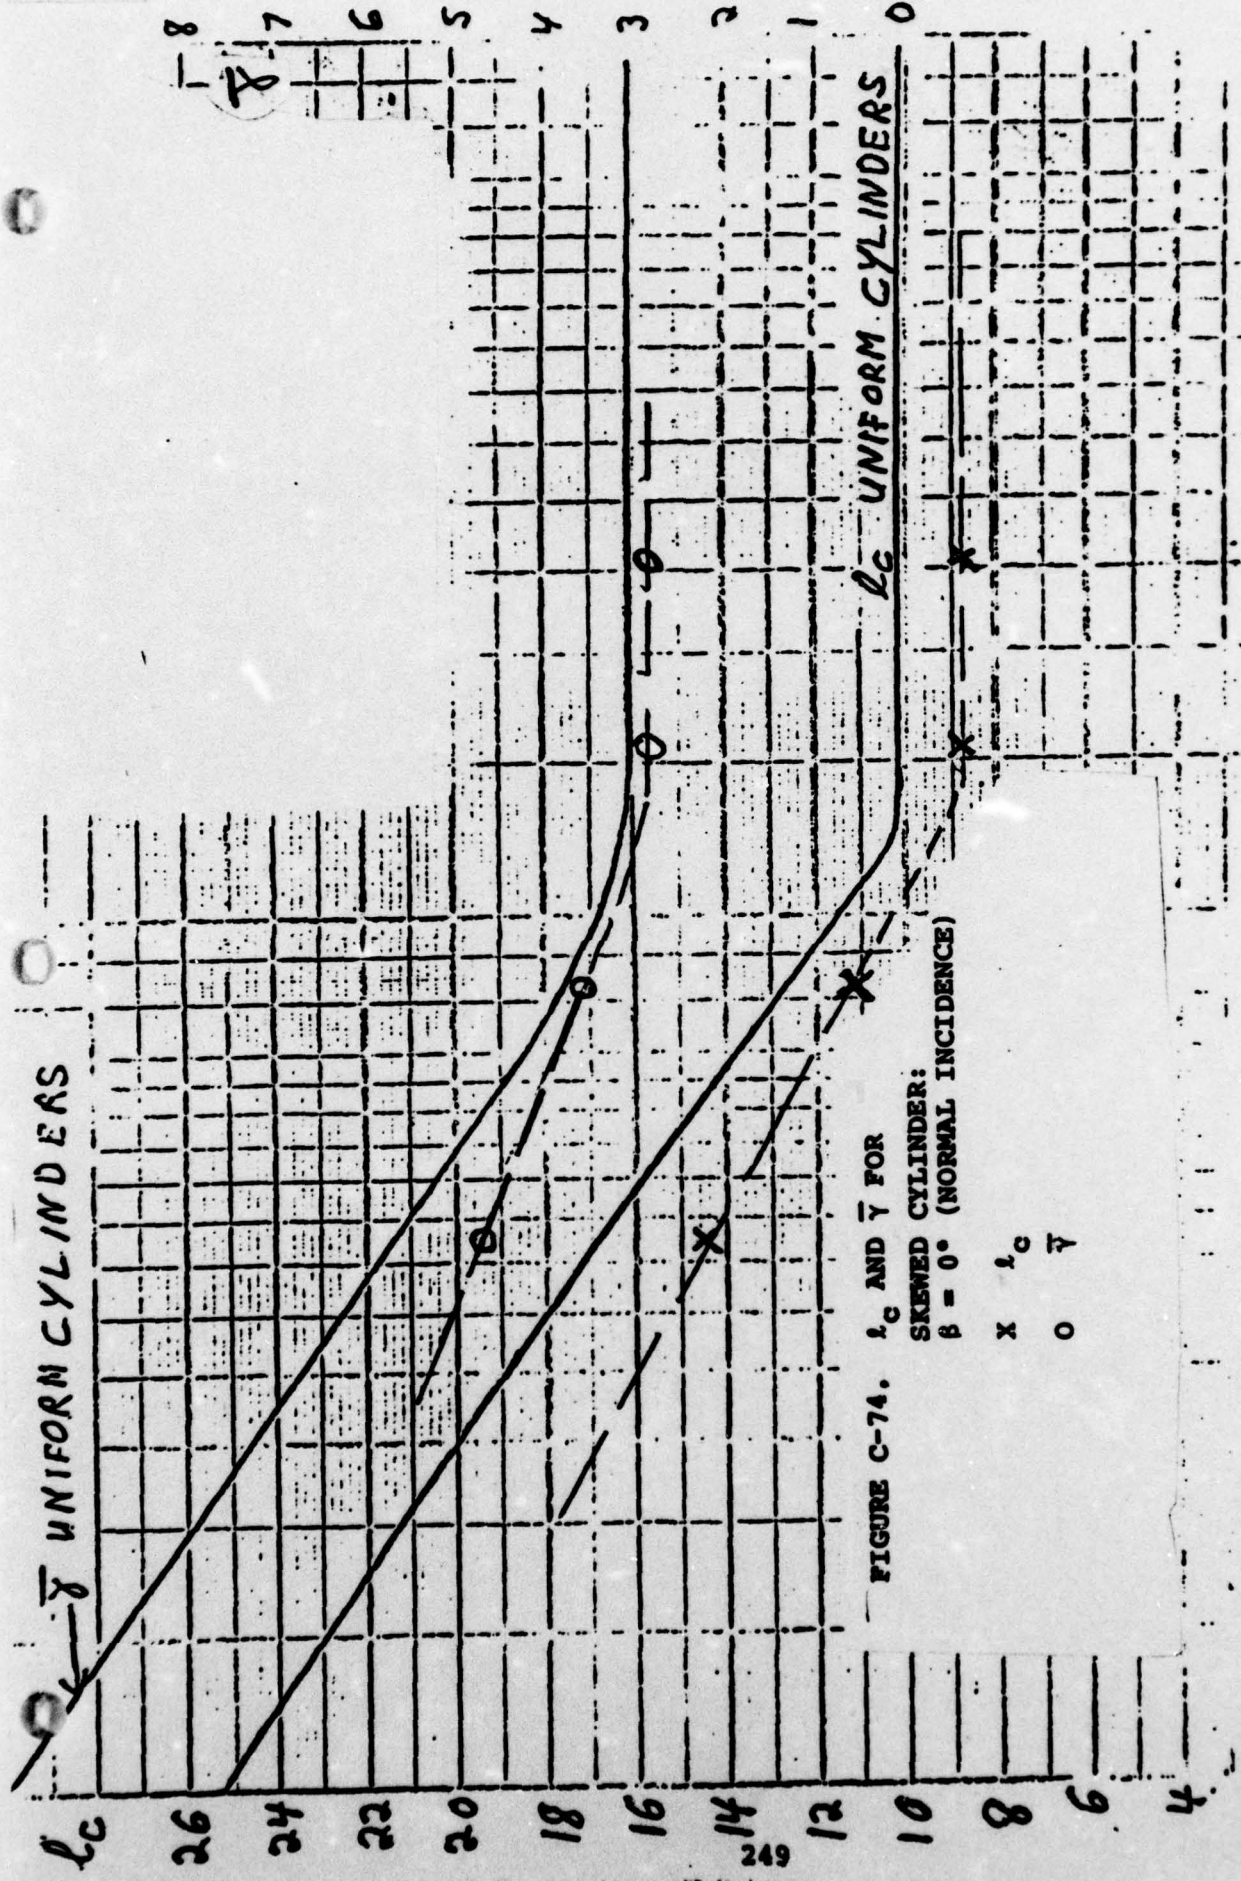 ℓc
26
24
22
20
18
16
14
12
10
8
6
4
γ̅ UNIFORM CYLINDERS
ℓc UNIFORM CYLINDERS
γ̅
8
7
6
5
4
3
2
1
0
FIGURE C-74. ℓc AND γ̅ FOR
SKEWED CYLINDER:
β = 0° (NORMAL INCIDENCE)
X ℓc
O γ̅
249